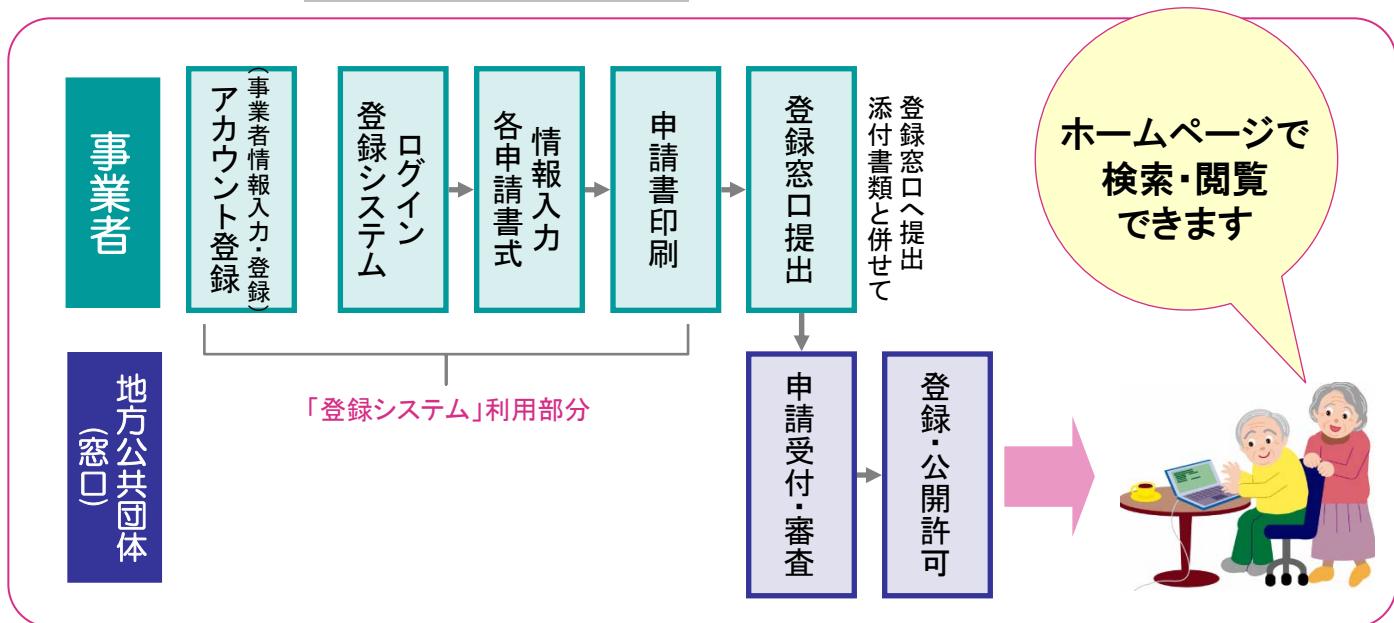 事業者
アカウント登録
（事業者情報入力・登録）
登録システム
ログイン
各申請書式
情報入力
申請書印刷
登録窓口提出
登録窓口へ提出
添付書類と併せて
ホームページで
検索・閲覧
できます
「登録システム」利用部分
地方公共団体
（窓口）
申請受付・審査
登録・公開許可